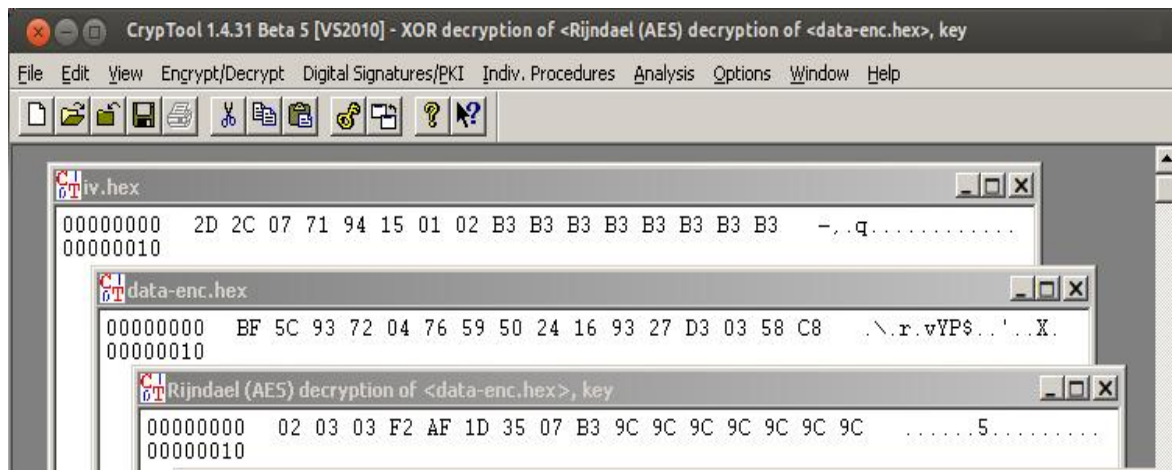 CrypTool 1.4.31 Beta 5 [VS2010] - XOR decryption of <Rijndael (AES) decryption of <data-enc.hex>, key
File Edit View Encrypt/Decrypt Digital Signatures/PKI Indiv. Procedures Analysis Options Window Help
iv.hex
00000000 2D 2C 07 71 94 15 01 02 B3 B3 B3 B3 B3 B3 B3 B3 -,.q............
00000010
data-enc.hex
00000000 BF 5C 93 72 04 76 59 50 24 16 93 27 D3 03 58 C8 .\.r.vYP$..'..X.
00000010
Rijndael (AES) decryption of <data-enc.hex>, key
00000000 02 03 03 F2 AF 1D 35 07 B3 9C 9C 9C 9C 9C 9C 9C ......5.........
00000010